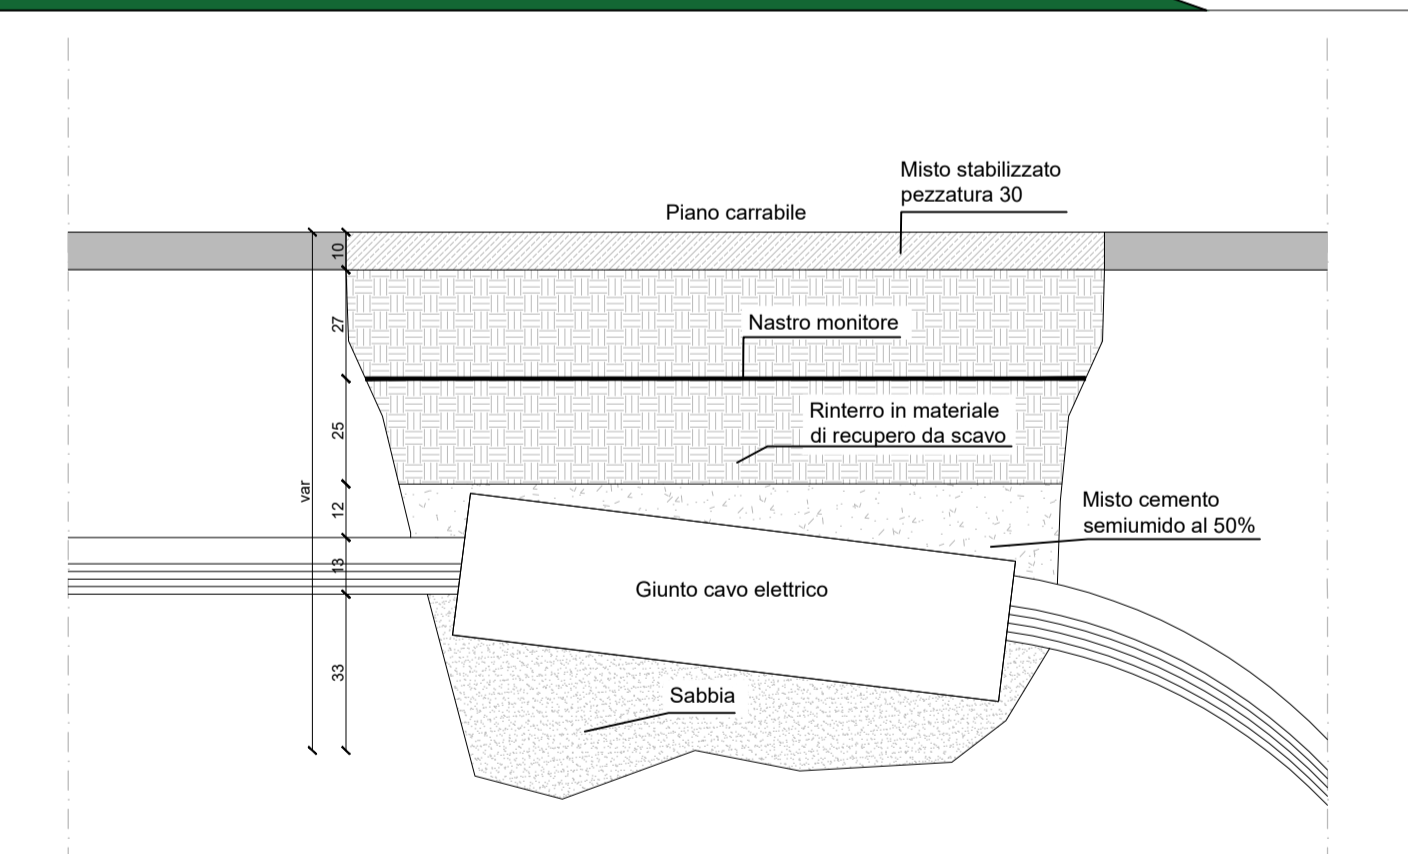 Misto stabilizzato
pezzatura 30
Piano carrabile
10
27
Nastro monitore
25
Rinterro in materiale
di recupero da scavo
var
12
Misto cemento
semiumido al 50%
13
Giunto cavo elettrico
33
Sabbia